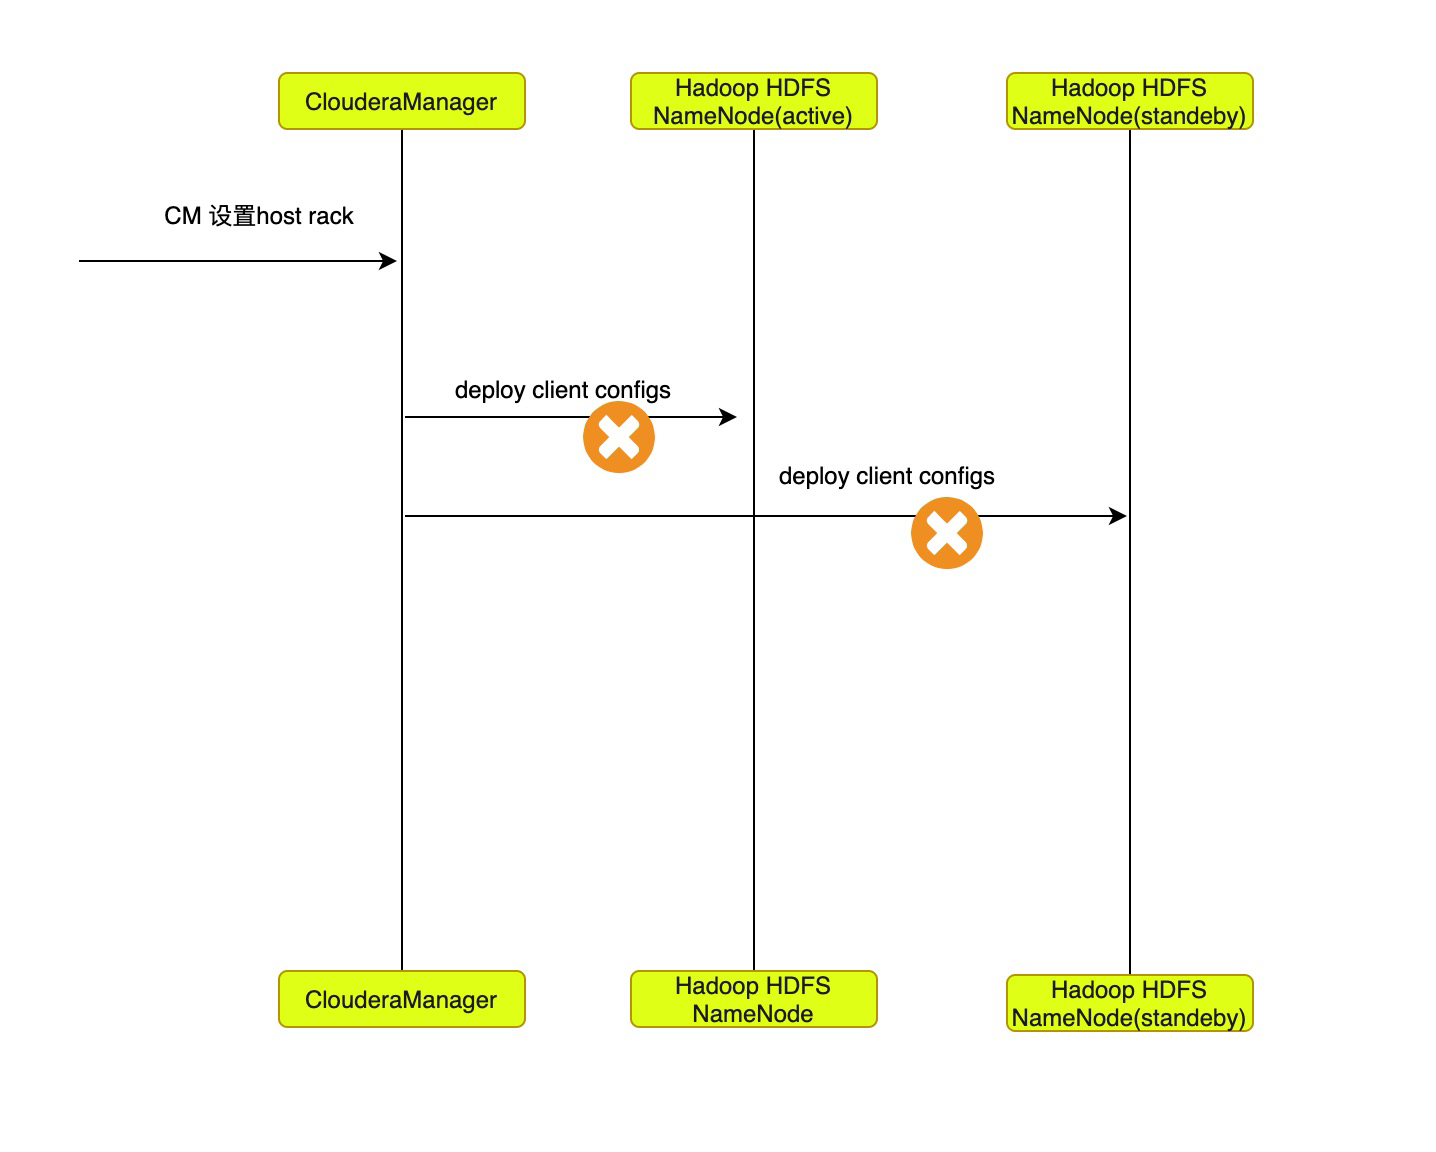 ClouderaManager
Hadoop HDFS
NameNode(active)
Hadoop HDFS
NameNode(standeby)
CM 设置host rack
deploy client configs
deploy client configs
ClouderaManager
Hadoop HDFS
NameNode
Hadoop HDFS
NameNode(standeby)